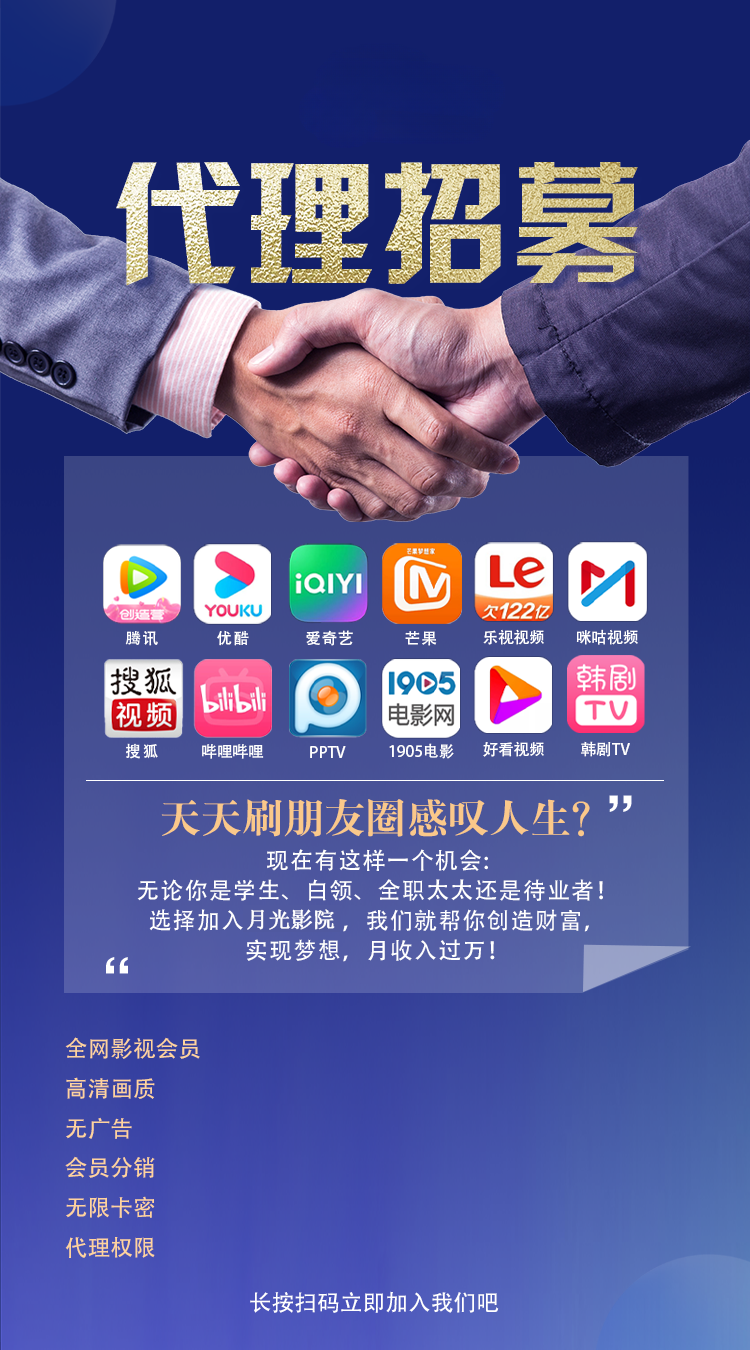 代理招募
创造营
YOUKU
iQIYI
芒果梦想家
Le
欠122亿
腾讯
优酷
爱奇艺
芒果
乐视视频
咪咕视频
搜狐
视频
bilibili
1905
电影网
韩剧
TV
搜狐
哔哩哔哩
PPTV
1905电影
好看视频
韩剧TV
天天刷朋友圈感叹人生？”
现在有这样一个机会：
无论你是学生、白领、全职太太还是待业者！
选择加入月光影院，我们就帮你创造财富，
实现梦想，月收入过万！
“
全网影视会员
高清画质
无广告
会员分销
无限卡密
代理权限
长按扫码立即加入我们吧